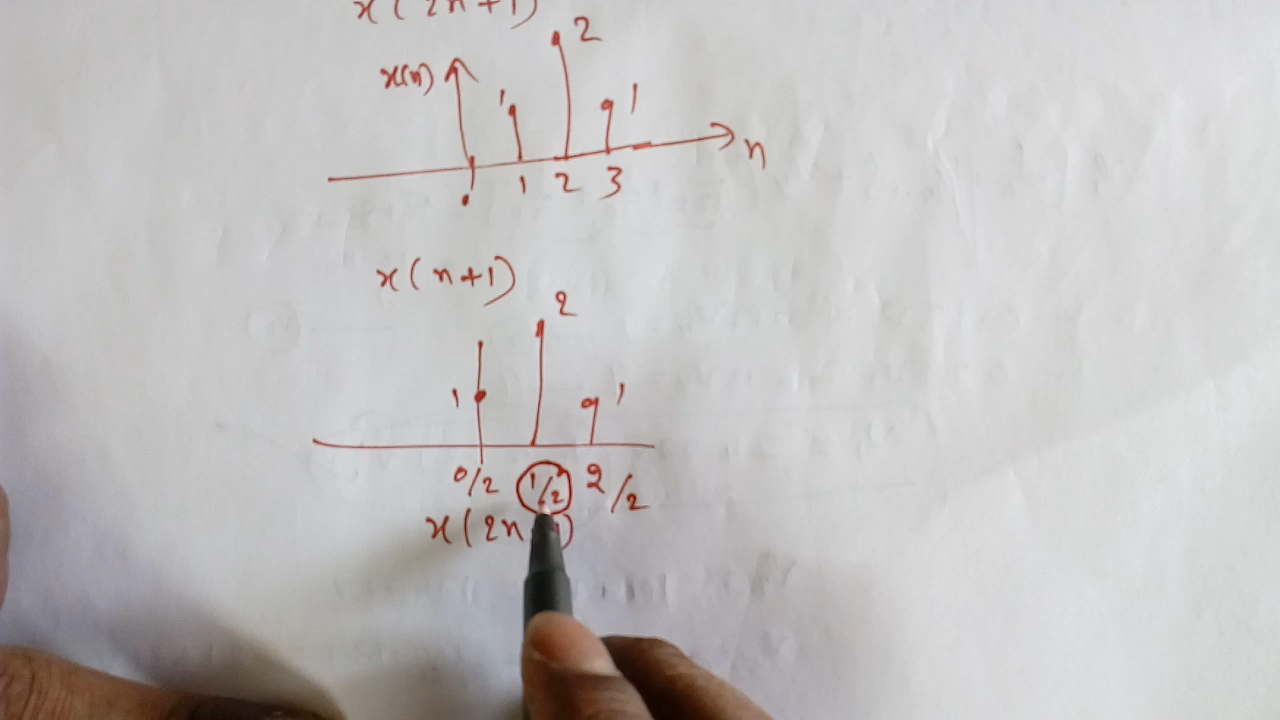 x(2n+1)
2
x(n)
1
1
n
1 2 3
x(n+1)
2
1
1
0/2 1/2 2/2
x(2n